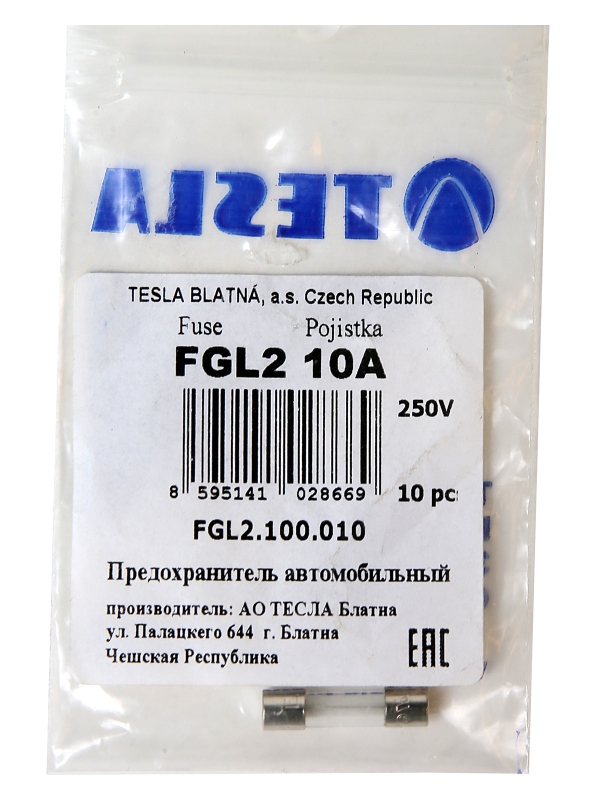 TESLA
TESLA BLATNÁ, a.s. Czech Republic
Fuse Pojistka
FGL2 10A
250V
8 595141 028669
10 pc
FGL2.100.010
Предохранитель автомобильный
производитель: АО ТЕСЛА Блатна
ул. Палацкего 644 г. Блатна
Чешская Республика
EAC